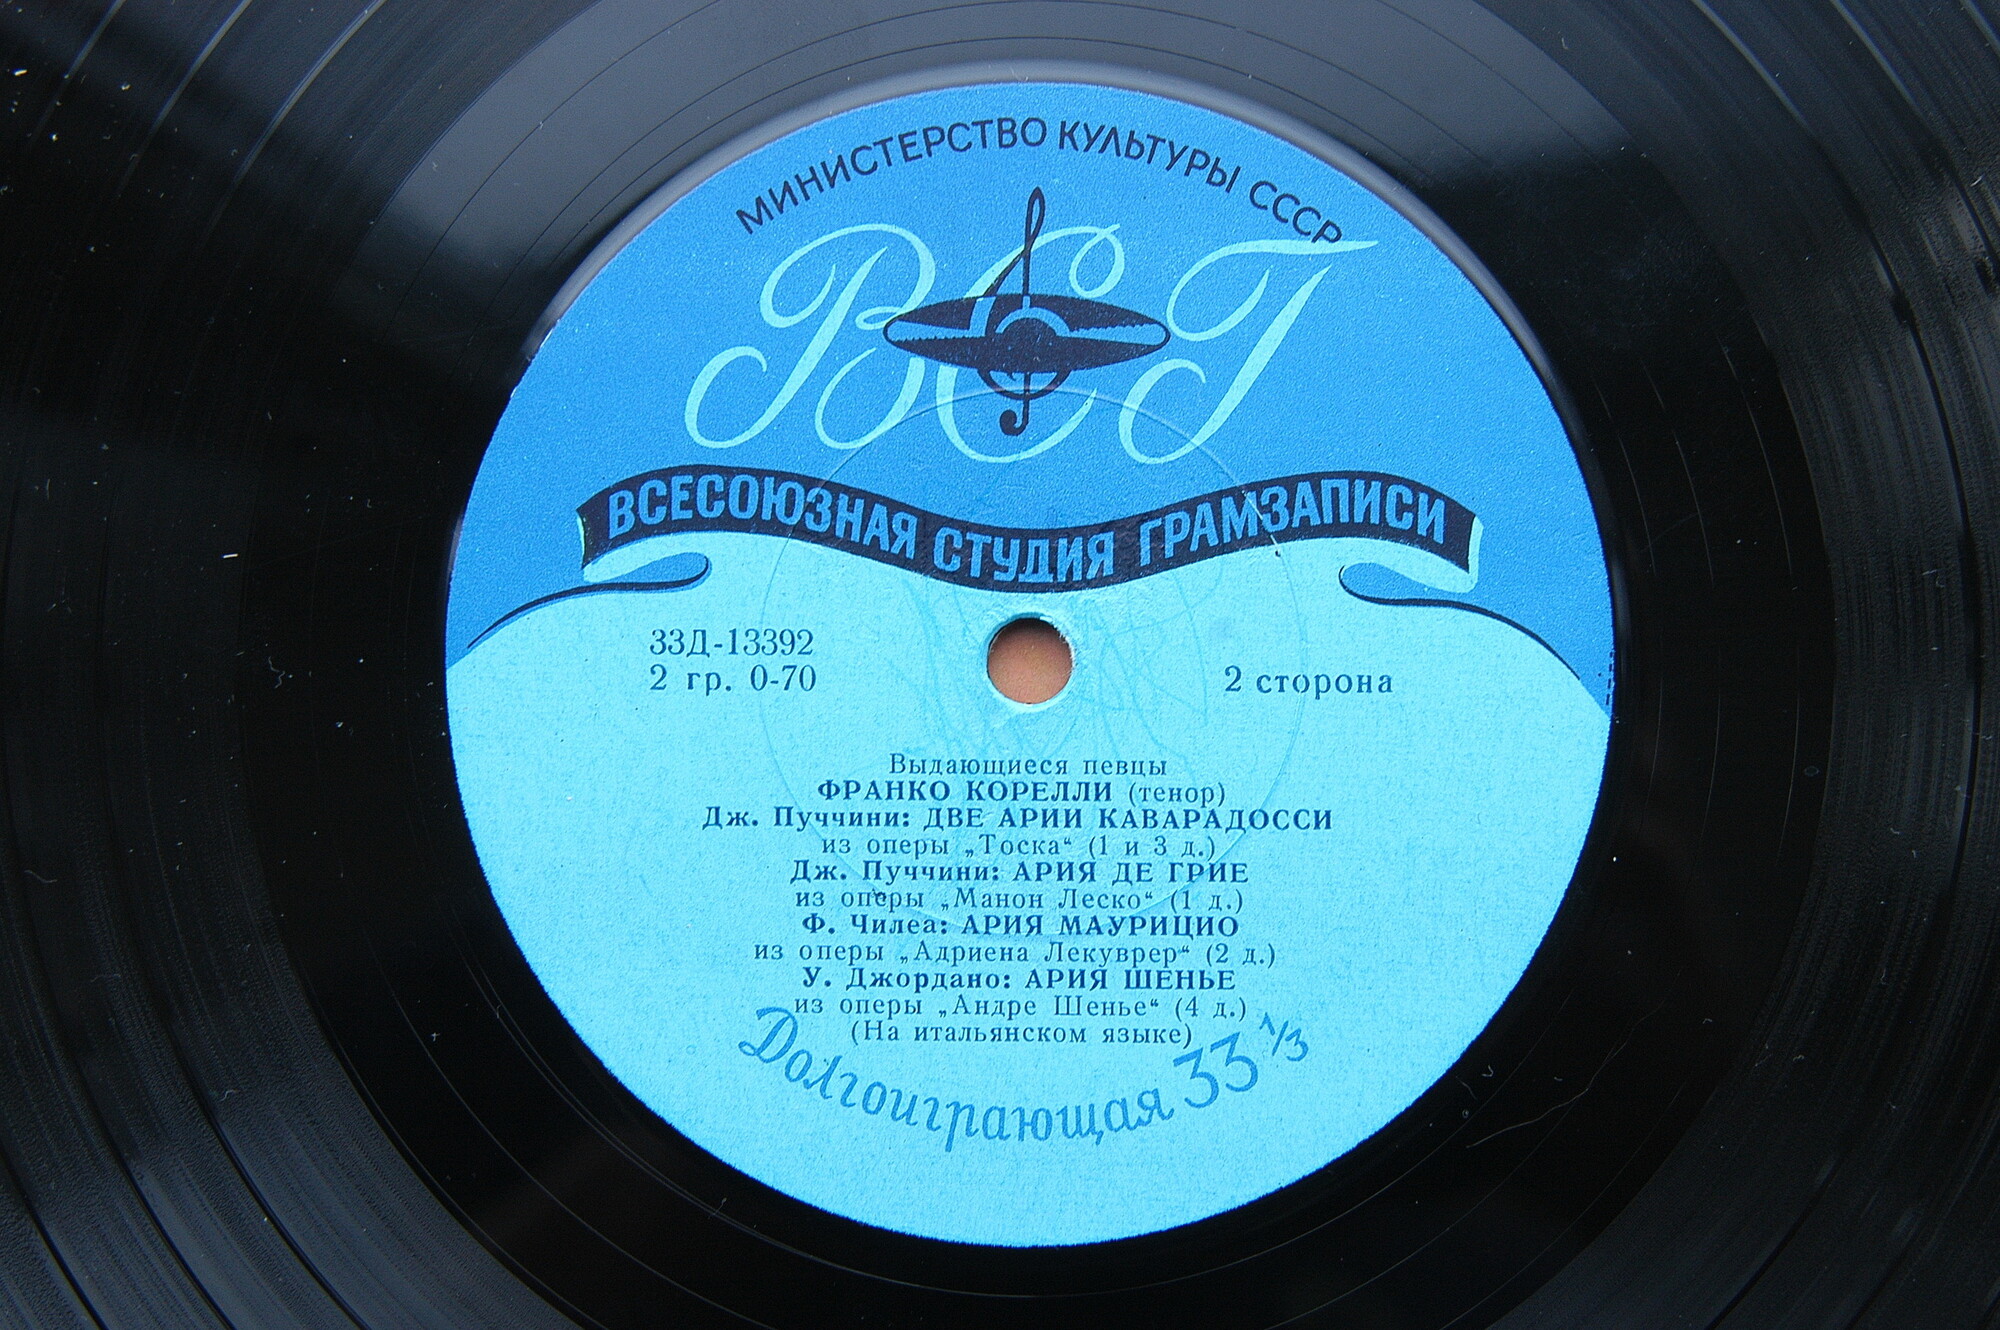 МИНИСТЕРСТВО КУЛЬТУРЫ СССР
ВСГ
ВСЕСОЮЗНАЯ СТУДИЯ ГРАМЗАПИСИ
33Д-13392
2 гр. 0-70
2 сторона
Выдающиеся певцы
ФРАНКО КОРЕЛЛИ (тенор)
Дж. Пуччини: ДВЕ АРИИ КАВАРАДОССИ
из оперы „Тоска“ (1 и 3 д.)
Дж. Пуччини: АРИЯ ДЕ ГРИЕ
из оперы „Манон Леско“ (1 д.)
Ф. Чилеа: АРИЯ МАУРИЦИО
из оперы „Адриена Лекуврер“ (2 д.)
У. Джордано: АРИЯ ШЕНЬЕ
из оперы „Андре Шенье“ (4 д.)
(На итальянском языке)
Долгоиграющая 33 1/3